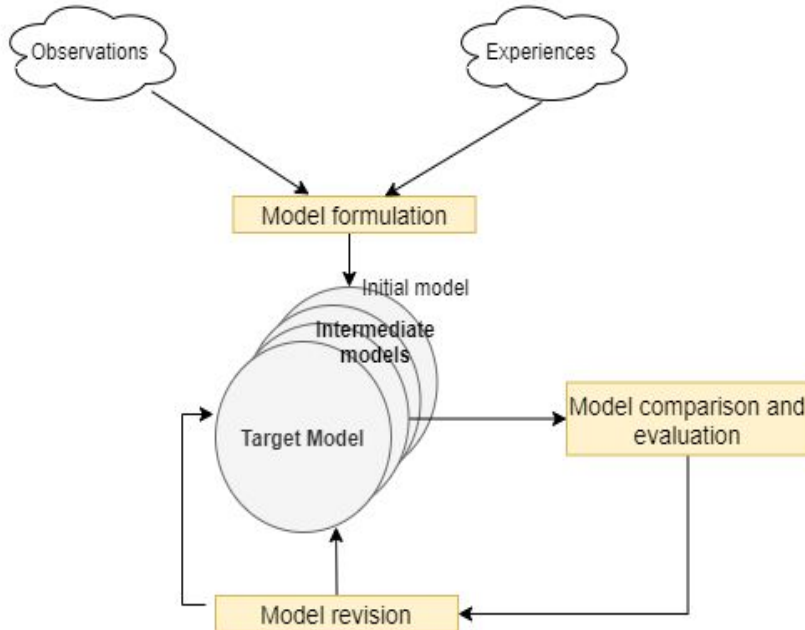 Observations
Experiences
Model formulation
Initial model
Intermediate
models
Target Model
Model comparison and
evaluation
Model revision